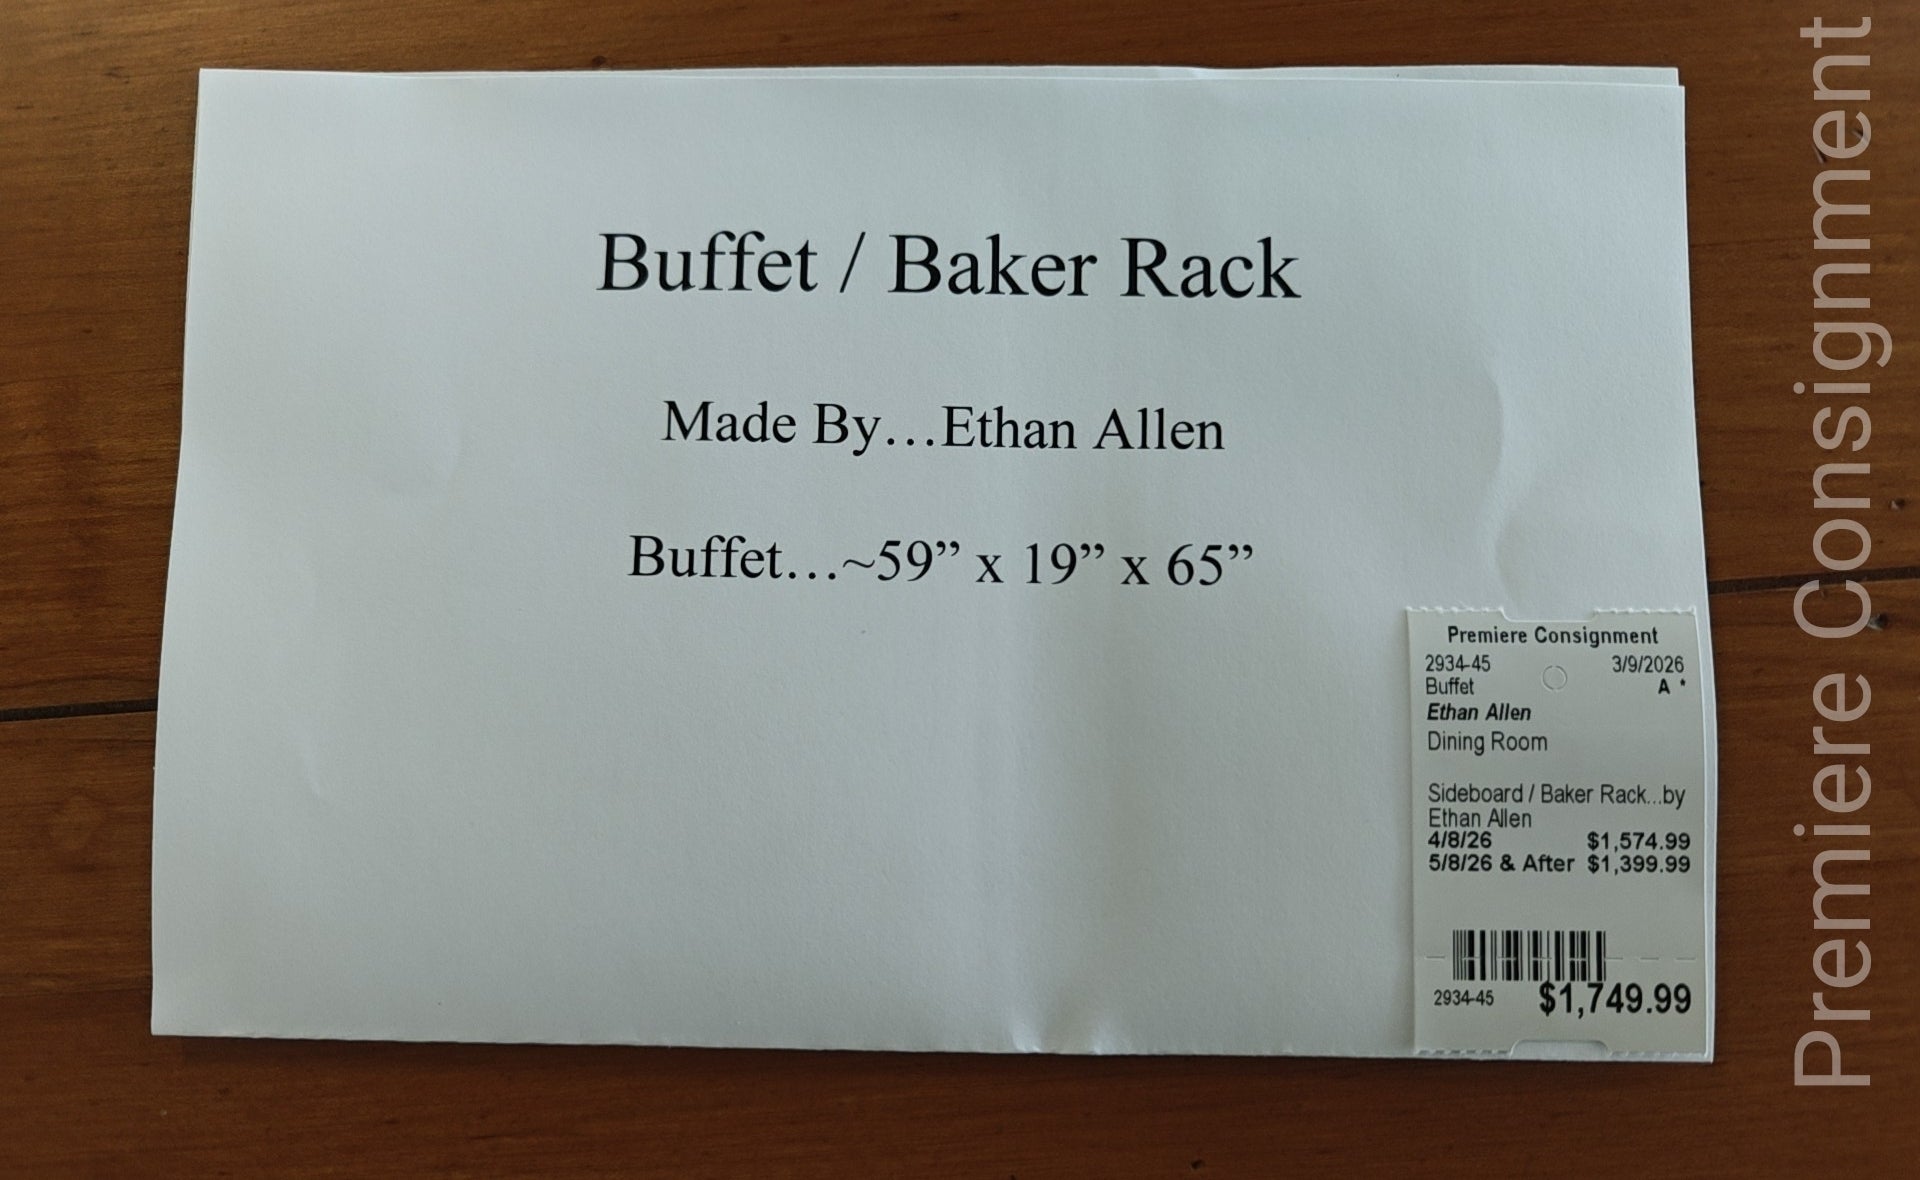 Buffet / Baker Rack
Made By...Ethan Allen
Buffet...~59” x 19” x 65”
Premiere Consignment
2934-45 3/9/2026
Buffet A *
Ethan Allen
Dining Room
Sideboard / Baker Rack...by
Ethan Allen
4/8/26 $1,574.99
5/8/26 & After $1,399.99
2934-45 $1,749.99
Premiere Consignment